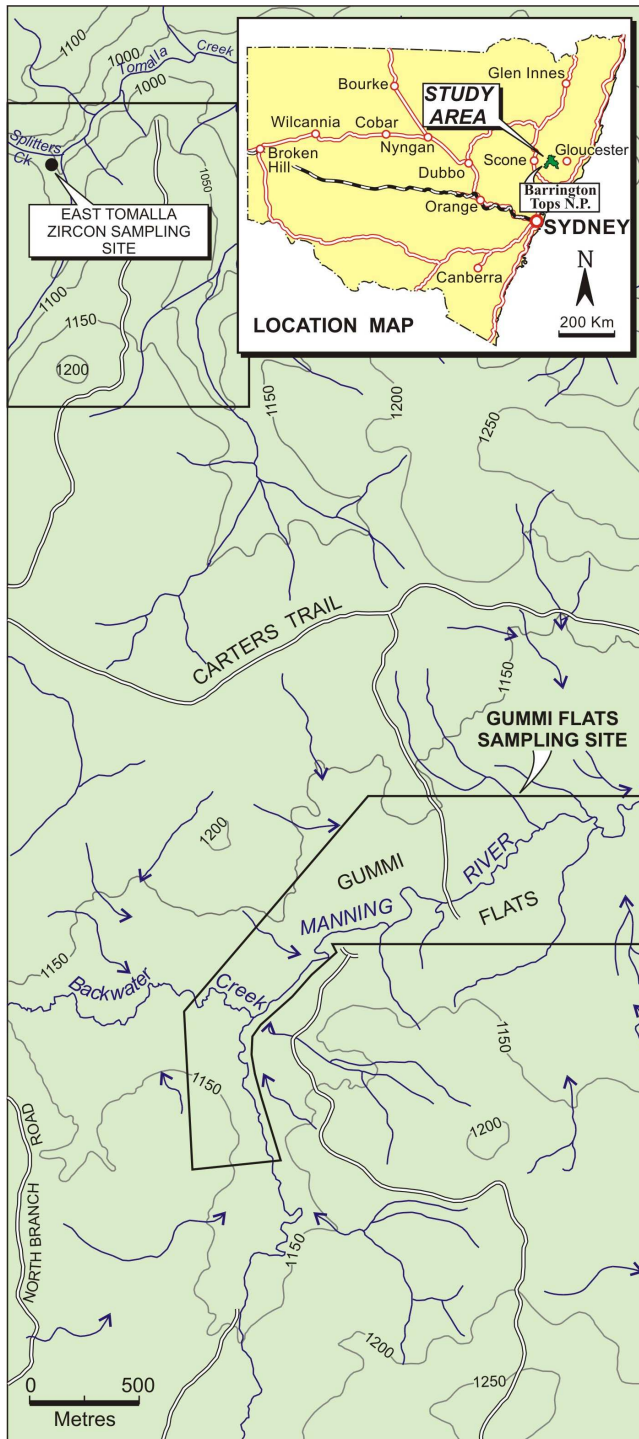 1100
1000
Tomalla Creek
1000
Splitters
Ck
1050
EAST TOMALLA
ZIRCON SAMPLING
SITE
1100
1150
1200
Bourke
Glen Innes
STUDY
AREA
Wilcannia
Cobar
Nyngan
Scone
Gloucester
Broken
Hill
Dubbo
Barrington
Tops N.P.
Orange
SYDNEY
Canberra
N
LOCATION MAP
200 Km
1150
1200
1250
CARTERS TRAIL
1150
GUMMI FLATS
SAMPLING SITE
1200
GUMMI
RIVER
MANNING
FLATS
1150
Backwater
Creek
1150
1150
1200
NORTH BRANCH ROAD
1150
1200
1250
0 500
Metres